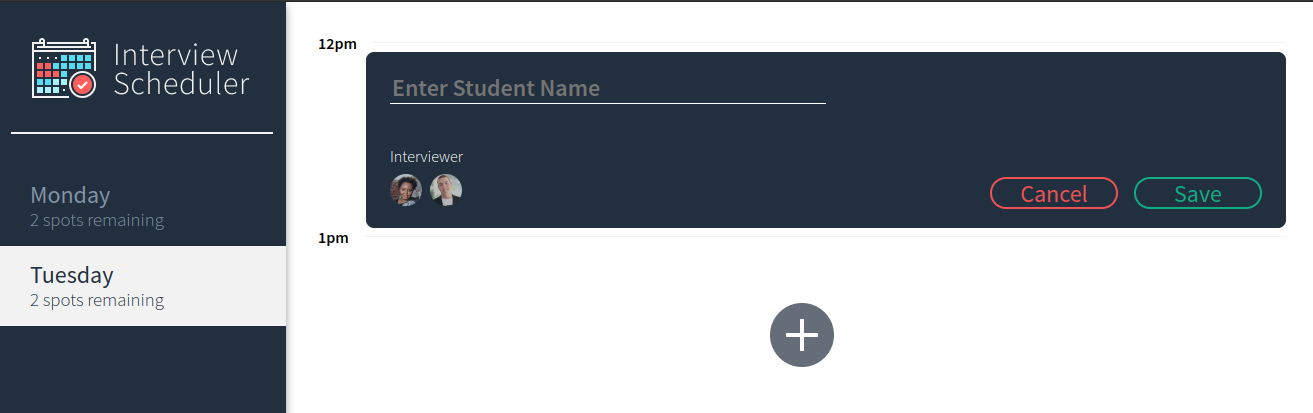 Interview
Scheduler
Monday
2 spots remaining
Tuesday
2 spots remaining
12pm
Enter Student Name
Interviewer
Cancel
Save
1pm